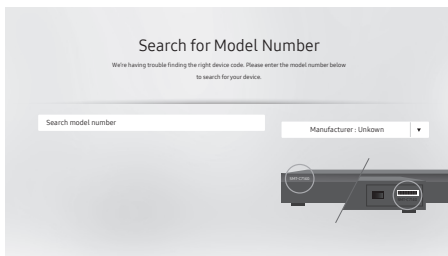 Search for Model Number
We're having trouble finding the right device code. Please enter the model number below
to search for your device.
Search model number
Manufacturer : Unkown